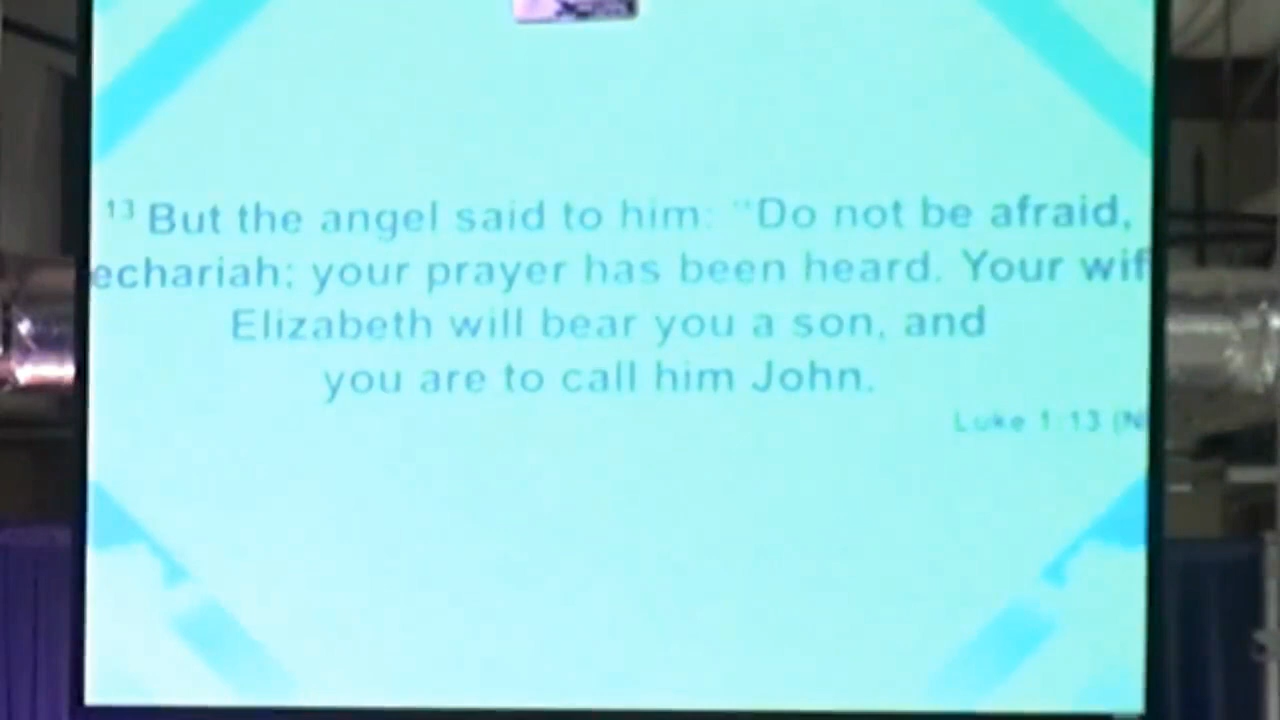 13 But the angel said to him: "Do not be afraid,
echariah; your prayer has been heard. Your wif
Elizabeth will bear you a son, and
you are to call him John.
Luke 1:13 (N